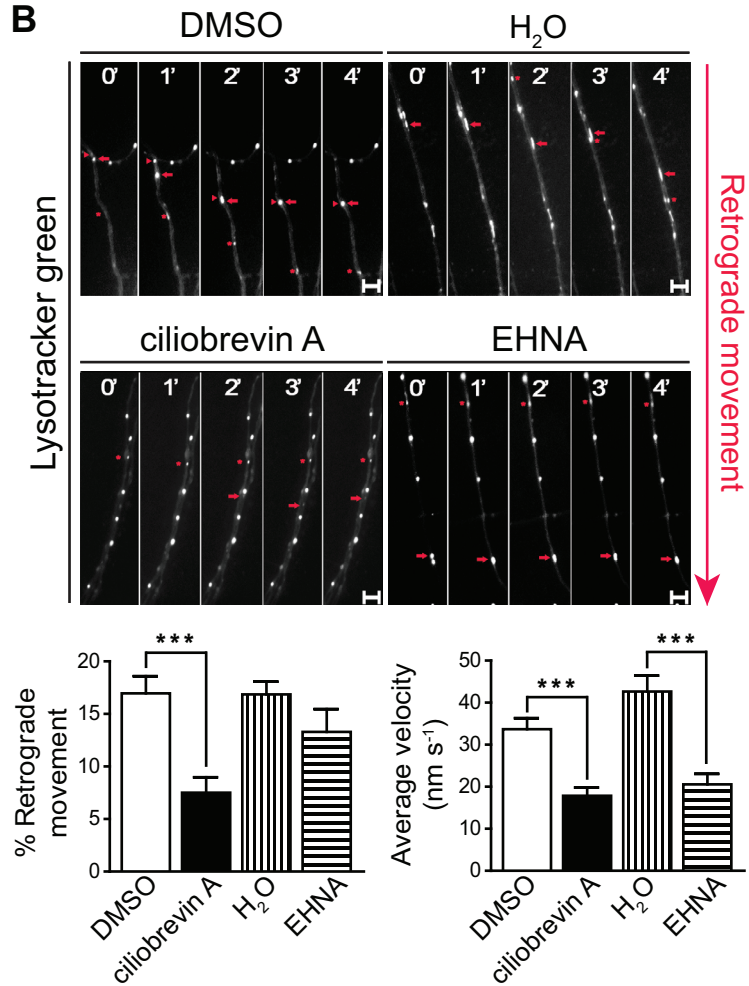 B
DMSO
H₂O
0' 1' 2' 3' 4'
0' 1' 2' 3' 4'
Lysotracker green
Retrograde movement
ciliobrevin A
EHNA
0' 1' 2' 3' 4'
0' 1' 2' 3' 4'
***
20
15
10
5
0
% Retrograde
movement
DMSO
ciliobrevin A
H₂O
EHNA
***
***
50
40
30
20
10
0
Average velocity
(nm s⁻¹)
DMSO
ciliobrevin A
H₂O
EHNA